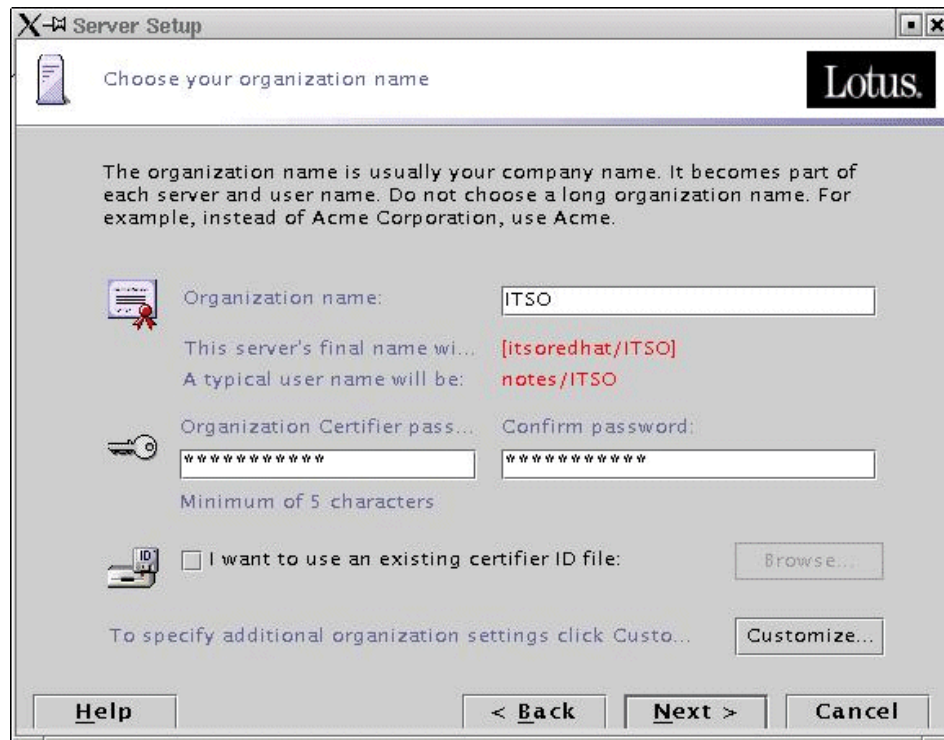 Server Setup
Choose your organization name
Lotus.
The organization name is usually your company name. It becomes part of
each server and user name. Do not choose a long organization name. For
example, instead of Acme Corporation, use Acme.
Organization name: ITSO
This server's final name wi... [itsoredhat/ITSO]
A typical user name will be: notes/ITSO
Organization Certifier pass... Confirm password:
*********** ***********
Minimum of 5 characters
ID
I want to use an existing certifier ID file: Browse...
To specify additional organization settings click Custo... Customize...
Help < Back Next > Cancel